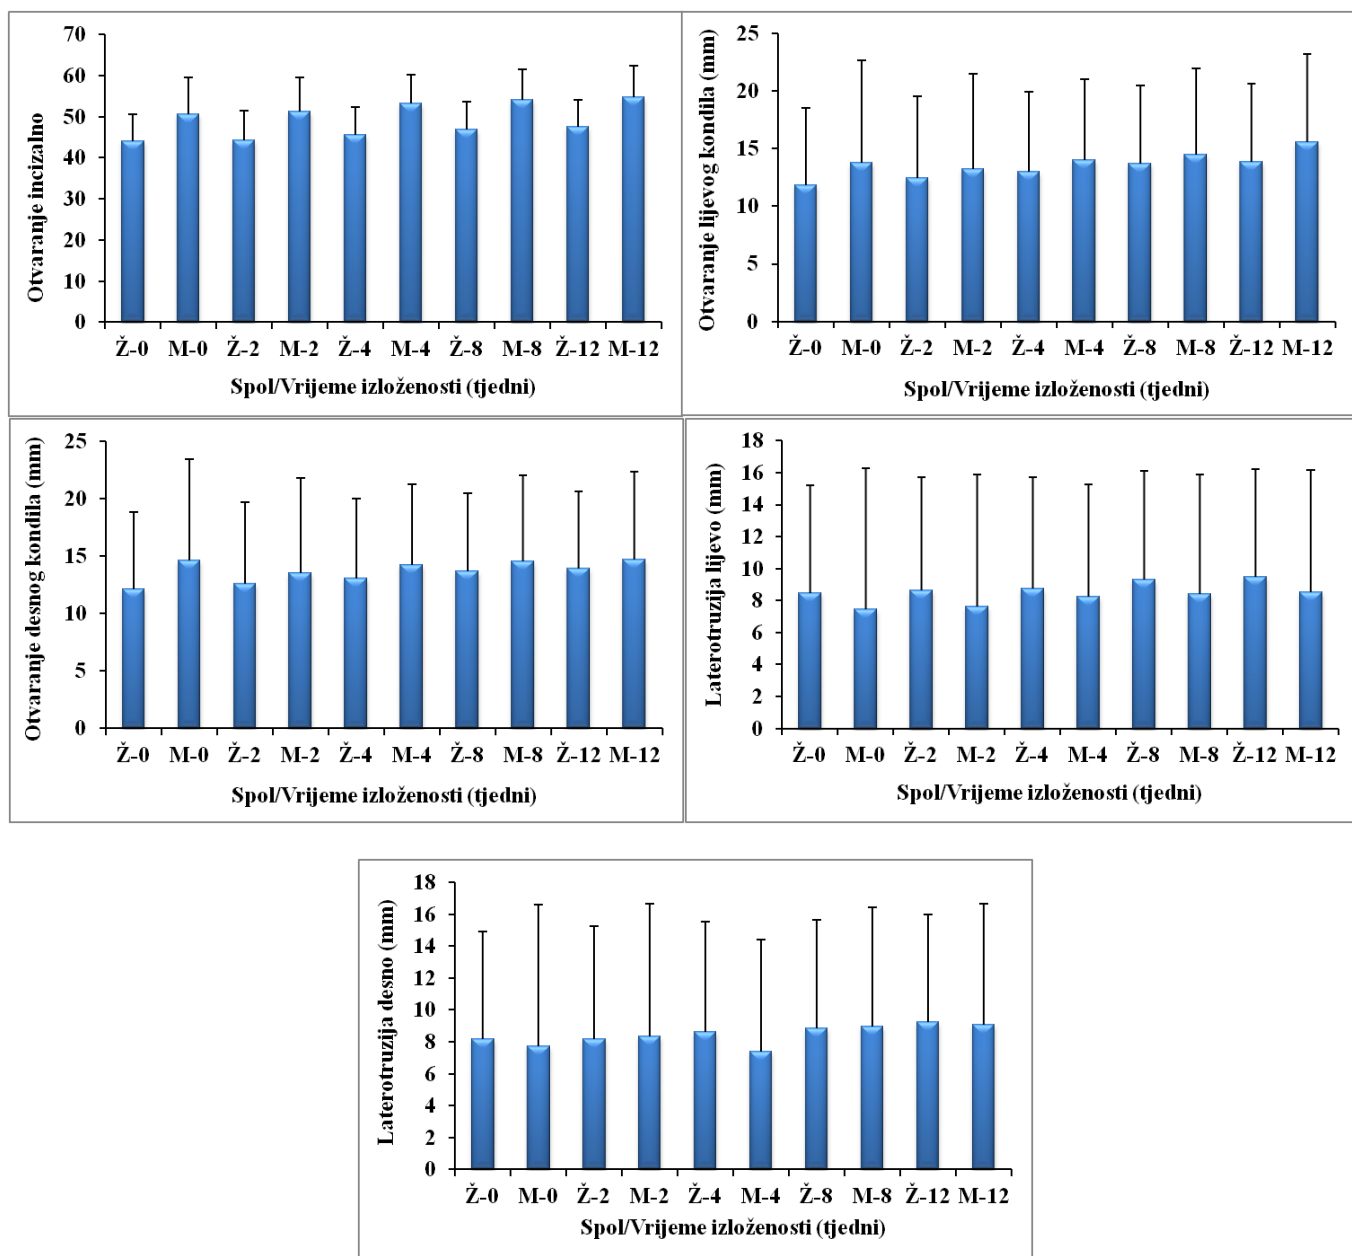 Otvaranje incizalno
70
60
50
40
30
20
10
0
Ž-0 M-0 Ž-2 M-2 Ž-4 M-4 Ž-8 M-8 Ž-12 M-12
Spol/Vrijeme izloženosti (tjedni)
Otvaranje lijevog kondila (mm)
25
20
15
10
5
0
Ž-0 M-0 Ž-2 M-2 Ž-4 M-4 Ž-8 M-8 Ž-12 M-12
Spol/Vrijeme izloženosti (tjedni)
Otvaranje desnog kondila (mm)
25
20
15
10
5
0
Ž-0 M-0 Ž-2 M-2 Ž-4 M-4 Ž-8 M-8 Ž-12 M-12
Spol/Vrijeme izloženosti (tjedni)
Laterotruzija lijevo (mm)
18
16
14
12
10
8
6
4
2
0
Ž-0 M-0 Ž-2 M-2 Ž-4 M-4 Ž-8 M-8 Ž-12 M-12
Spol/Vrijeme izloženosti (tjedni)
Laterotruzija desno (mm)
18
16
14
12
10
8
6
4
2
0
Ž-0 M-0 Ž-2 M-2 Ž-4 M-4 Ž-8 M-8 Ž-12 M-12
Spol/Vrijeme izloženosti (tjedni)